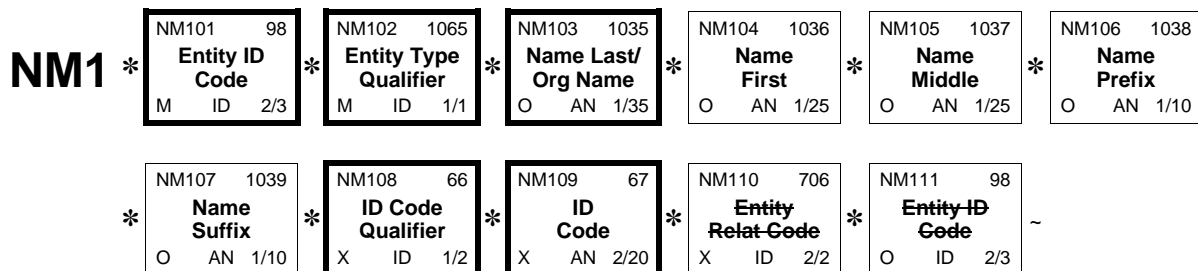 NM1 * NM101 98 * NM102 1065 * NM103 1035 * NM104 1036 * NM105 1037 * NM106 1038
Entity ID Entity Type Name Last/ Name Name Name
Code Qualifier Org Name First Middle Prefix
M ID 2/3 M ID 1/1 O AN 1/35 O AN 1/25 O AN 1/25 O AN 1/10
* NM107 1039 * NM108 66 * NM109 67 * NM110 706 * NM111 98 ~
Name ID Code ID Entity Entity ID
Suffix Qualifier Code Relat Code Code
O AN 1/10 X ID 1/2 X AN 2/20 X ID 2/2 O ID 2/3